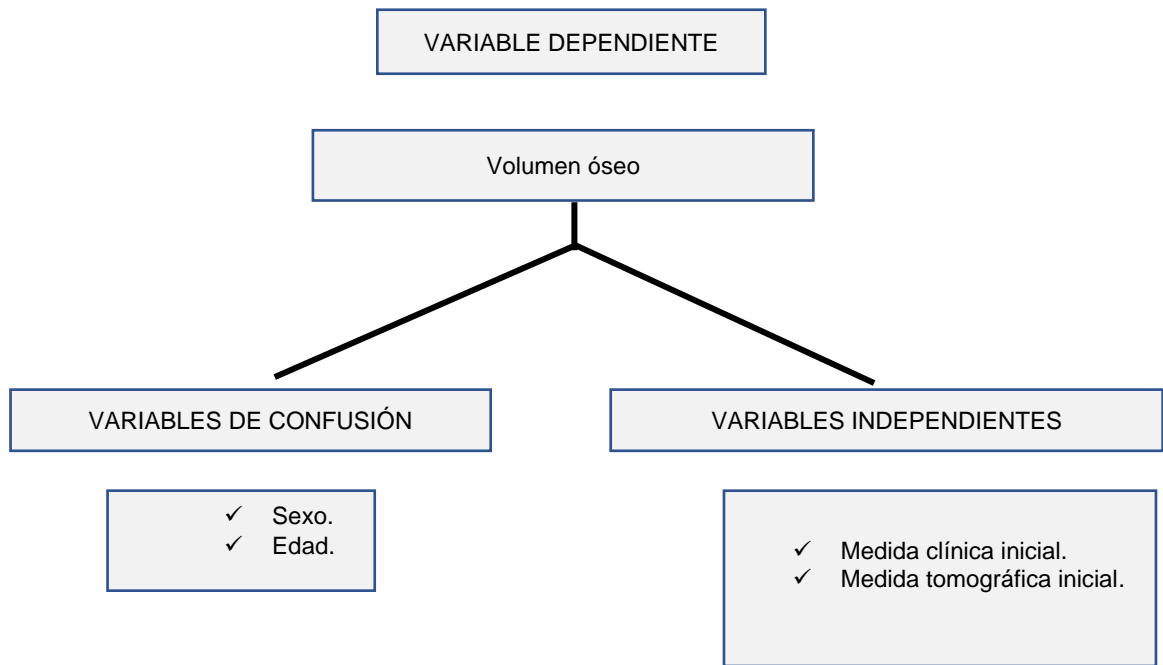 VARIABLE DEPENDIENTE
Volumen óseo
VARIABLES DE CONFUSIÓN
✓ Sexo.
✓ Edad.
VARIABLES INDEPENDIENTES
✓ Medida clínica inicial.
✓ Medida tomográfica inicial.